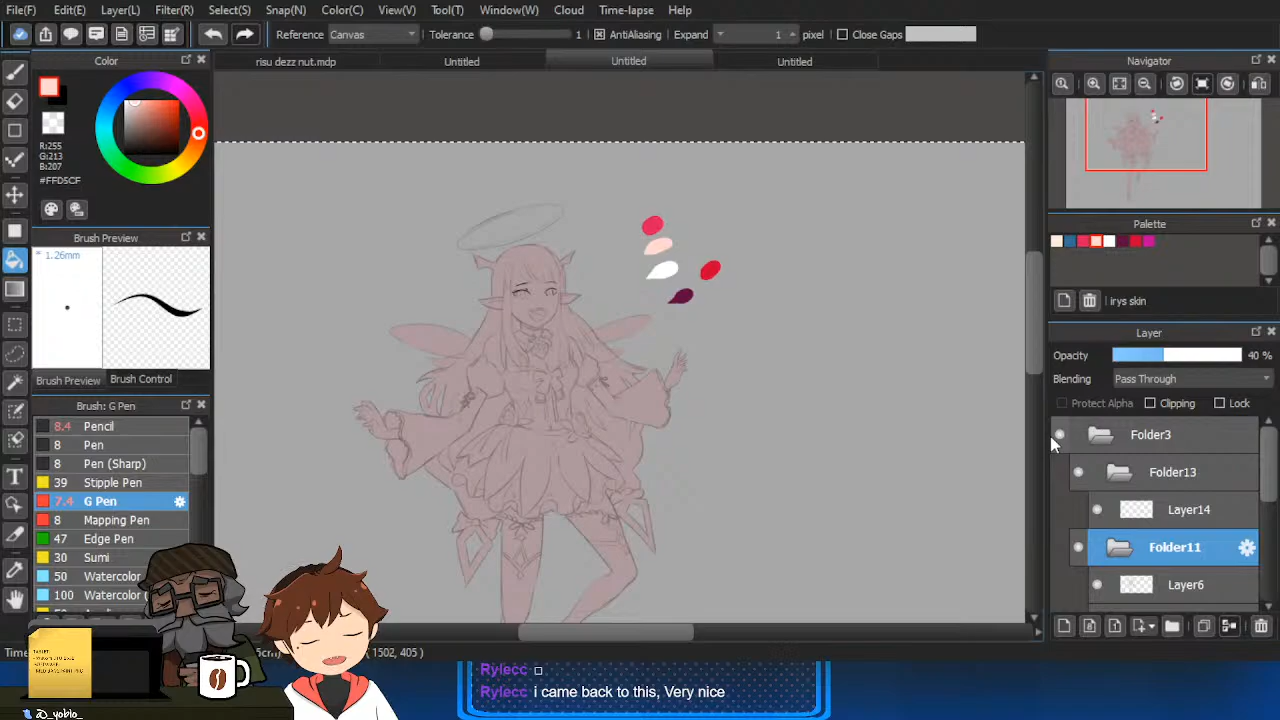 File(F) Edit(E) Layer(L) Filter(R) Select(S) Snap(N) Color(C) View(V) Tool(T) Window(W) Cloud Time-lapse Help
Reference Canvas Tolerance 1 AntiAliasing Expand 1 pixel Close Gaps
Color
risu dezz nut.mdp Untitled Untitled Untitled
Navigator
R:255
G:213
B:207
#FFD5CF
Palette
irys skin
Brush Preview
* 1.26mm
Brush Preview Brush Control
Layer
Opacity 40 %
Blending Pass Through
Protect Alpha Clipping Lock
Folder3
Folder13
Layer14
Folder11
Layer6
Brush: G Pen
8.4 Pencil
8 Pen
8 Pen (Sharp)
39 Stipple Pen
7.4 G Pen
8 Mapping Pen
47 Edge Pen
30 Sumi
50 Watercolor
100 Watercolor
( 1502, 405 )
Rylecc
Rylecc i came back to this, Very nice